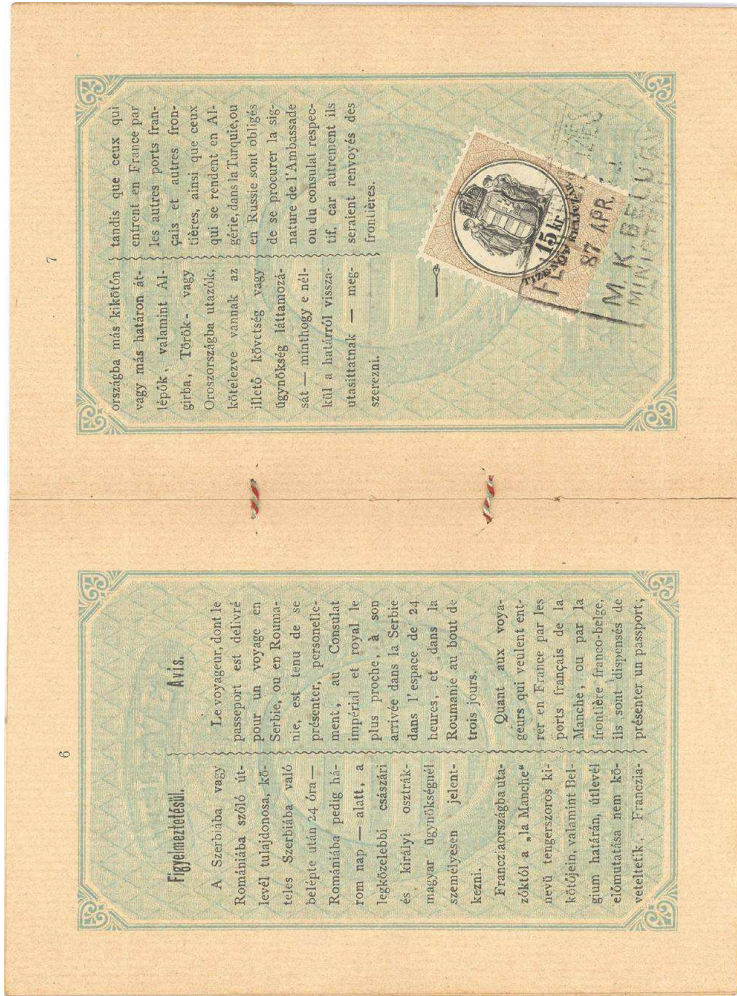 6
Figyelmeztetésül.
A Szerbiába vagy
Romániába szóló út-
levél tulajdonosa, kö-
teles Szerbiába való
belépte után 24 óra —
Romániába pedig há-
rom nap — alatt, a
legközelebbi császári
és királyi osztrák-
magyar ügynökségnél
személyesen jelent-
kezni.
Francziaországba uta-
zóktól a „la Manche"
nevü tengerszoros ki-
kötőjein, valamint Bel-
gium határán, útlevél
előmutatása nem kö-
veteltetik, Franczia-
Avis.
Le voyageur, dont le
passeport est delivré
pour un voyage en
Serbie, ou en Rouma-
nie, est tenu de se
présenter, personelle-
ment, au Consulat
impérial et royal le
plus proche, à son
arrivée dans la Serbie
dans l'espace de 24
heures, et dans la
Roumanie au bout de
trois jours.
Quant aux voya-
geurs qui veulent ent-
rer en France par les
ports français de la
Manche, ou par la
frontière franco-belge,
ils sont dispensés de
présenter un passport;
7
országba más kikötőn
vagy más határon át-
lépők, valamint Al-
girba, Török- vagy
Oroszországba utazók,
kötelezve vannak az
illető követség vagy
ügynökség láttamozá-
sát — minthogy e nél-
kül a határról vissza-
utasittatnak — meg-
szerezni.
tandis que ceux qui
enirent en France par
les autres ports fran-
çais et autres fron-
tières, ainsi que ceux
qui se rendent en Al-
gérie, dans la Turquie, ou
en Russie sont obligés
de se procurer la sig-
nature de l'Ambassade
ou du consulat respec-
tif, car autrement ils
seraient renvoyés des
frontières.
15 kr.
87 APR.
M. K. BELÜGY
MINISTE